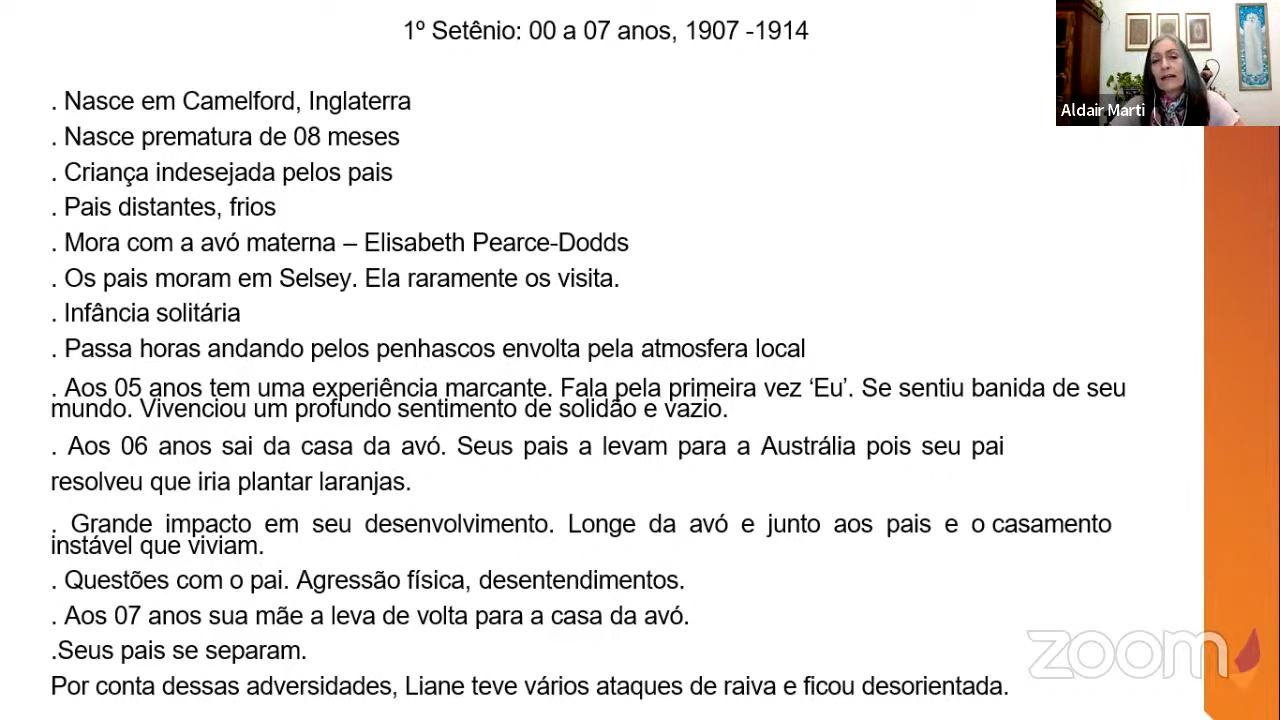 1º Setênio: 00 a 07 anos, 1907 -1914
. Nasce em Camelford, Inglaterra
. Nasce prematura de 08 meses
. Criança indesejada pelos pais
. Pais distantes, frios
. Mora com a avó materna – Elisabeth Pearce-Dodds
. Os pais moram em Selsey. Ela raramente os visita.
. Infância solitária
. Passa horas andando pelos penhascos envolta pela atmosfera local
. Aos 05 anos tem uma experiência marcante. Fala pela primeira vez ‘Eu’. Se sentiu banida de seu
mundo. Vivenciou um profundo sentimento de solidão e vazio.
. Aos 06 anos sai da casa da avó. Seus pais a levam para a Austrália pois seu pai
resolveu que iria plantar laranjas.
. Grande impacto em seu desenvolvimento. Longe da avó e junto aos pais e o casamento
instável que viviam.
. Questões com o pai. Agressão física, desentendimentos.
. Aos 07 anos sua mãe a leva de volta para a casa da avó.
.Seus pais se separam.
Por conta dessas adversidades, Liane teve vários ataques de raiva e ficou desorientada.
Aldair Marti
zoom